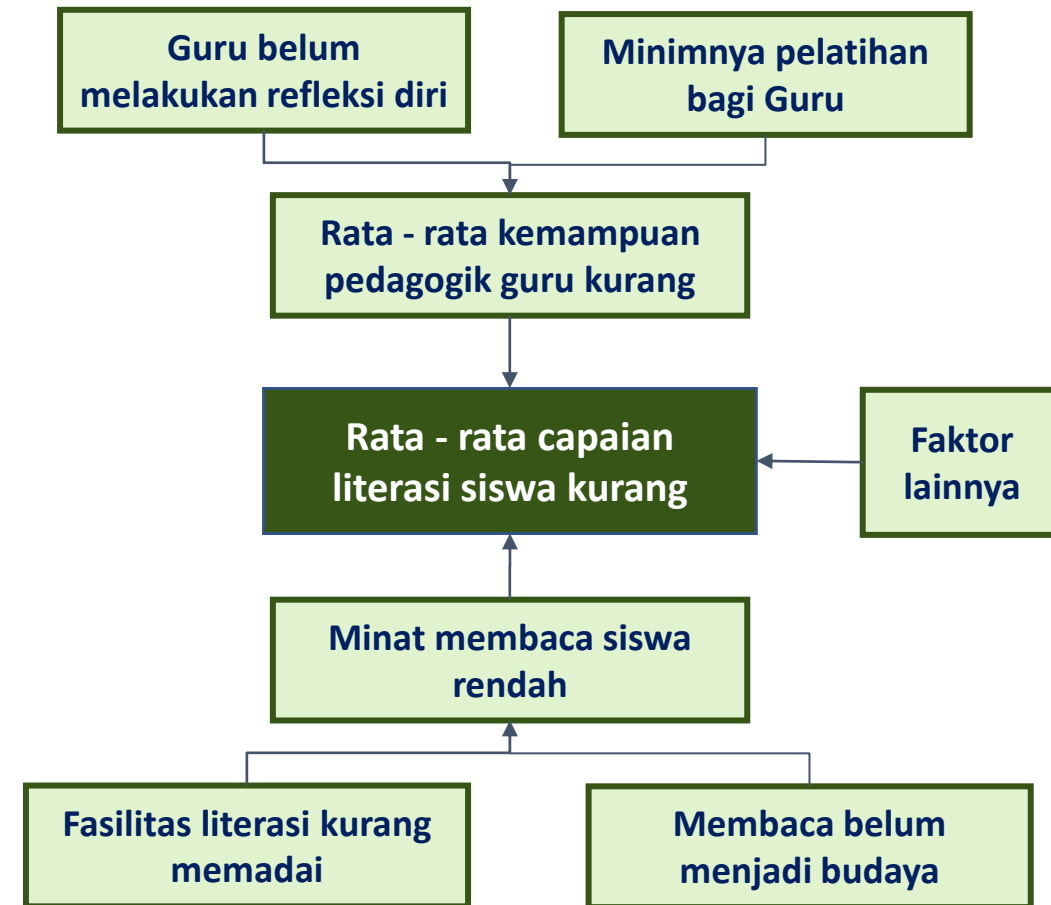 Guru belum
melakukan refleksi diri
Minimnya pelatihan
bagi Guru
Rata - rata kemampuan
pedagogik guru kurang
Rata - rata capaian
literasi siswa kurang
Faktor
lainnya
Minat membaca siswa
rendah
Fasilitas literasi kurang
memadai
Membaca belum
menjadi budaya